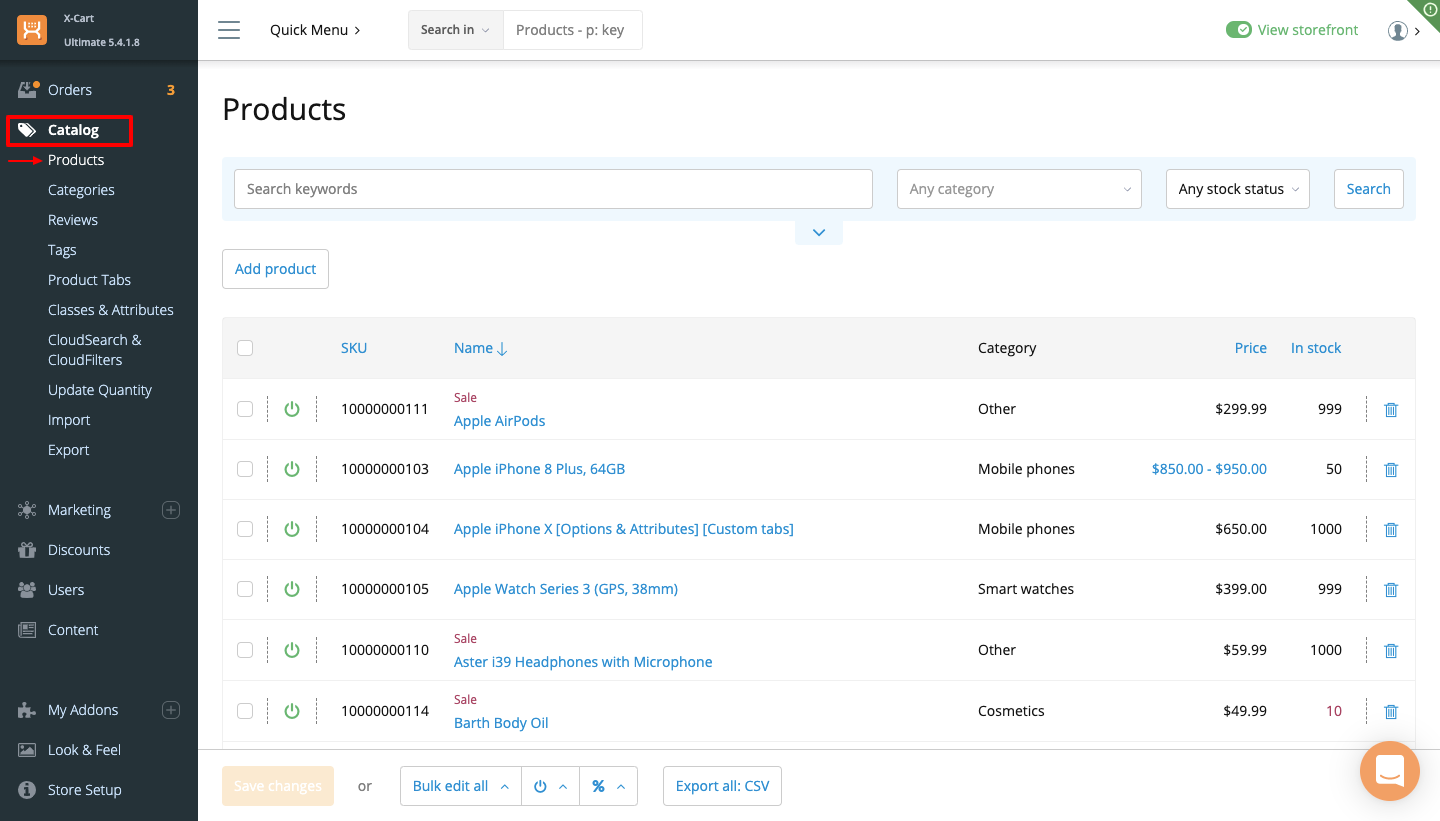 X-Cart
Ultimate 5.4.1.8
Quick Menu
Search in
Products - p: key
View storefront
Orders 3
Catalog
Products
Categories
Reviews
Tags
Product Tabs
Classes & Attributes
CloudSearch &
CloudFilters
Update Quantity
Import
Export
Marketing
Discounts
Users
Content
My Addons
Look & Feel
Store Setup
Products
Search keywords
Any category
Any stock status
Search
Add product
SKU Name Category Price In stock
Sale
10000000111 Apple AirPods Other $299.99 999
10000000103 Apple iPhone 8 Plus, 64GB Mobile phones $850.00 - $950.00 50
10000000104 Apple iPhone X [Options & Attributes] [Custom tabs] Mobile phones $650.00 1000
10000000105 Apple Watch Series 3 (GPS, 38mm) Smart watches $399.00 999
Sale
10000000110 Aster i39 Headphones with Microphone Other $59.99 1000
Sale
10000000114 Barth Body Oil Cosmetics $49.99 10
Save changes or Bulk edit all % Export all: CSV